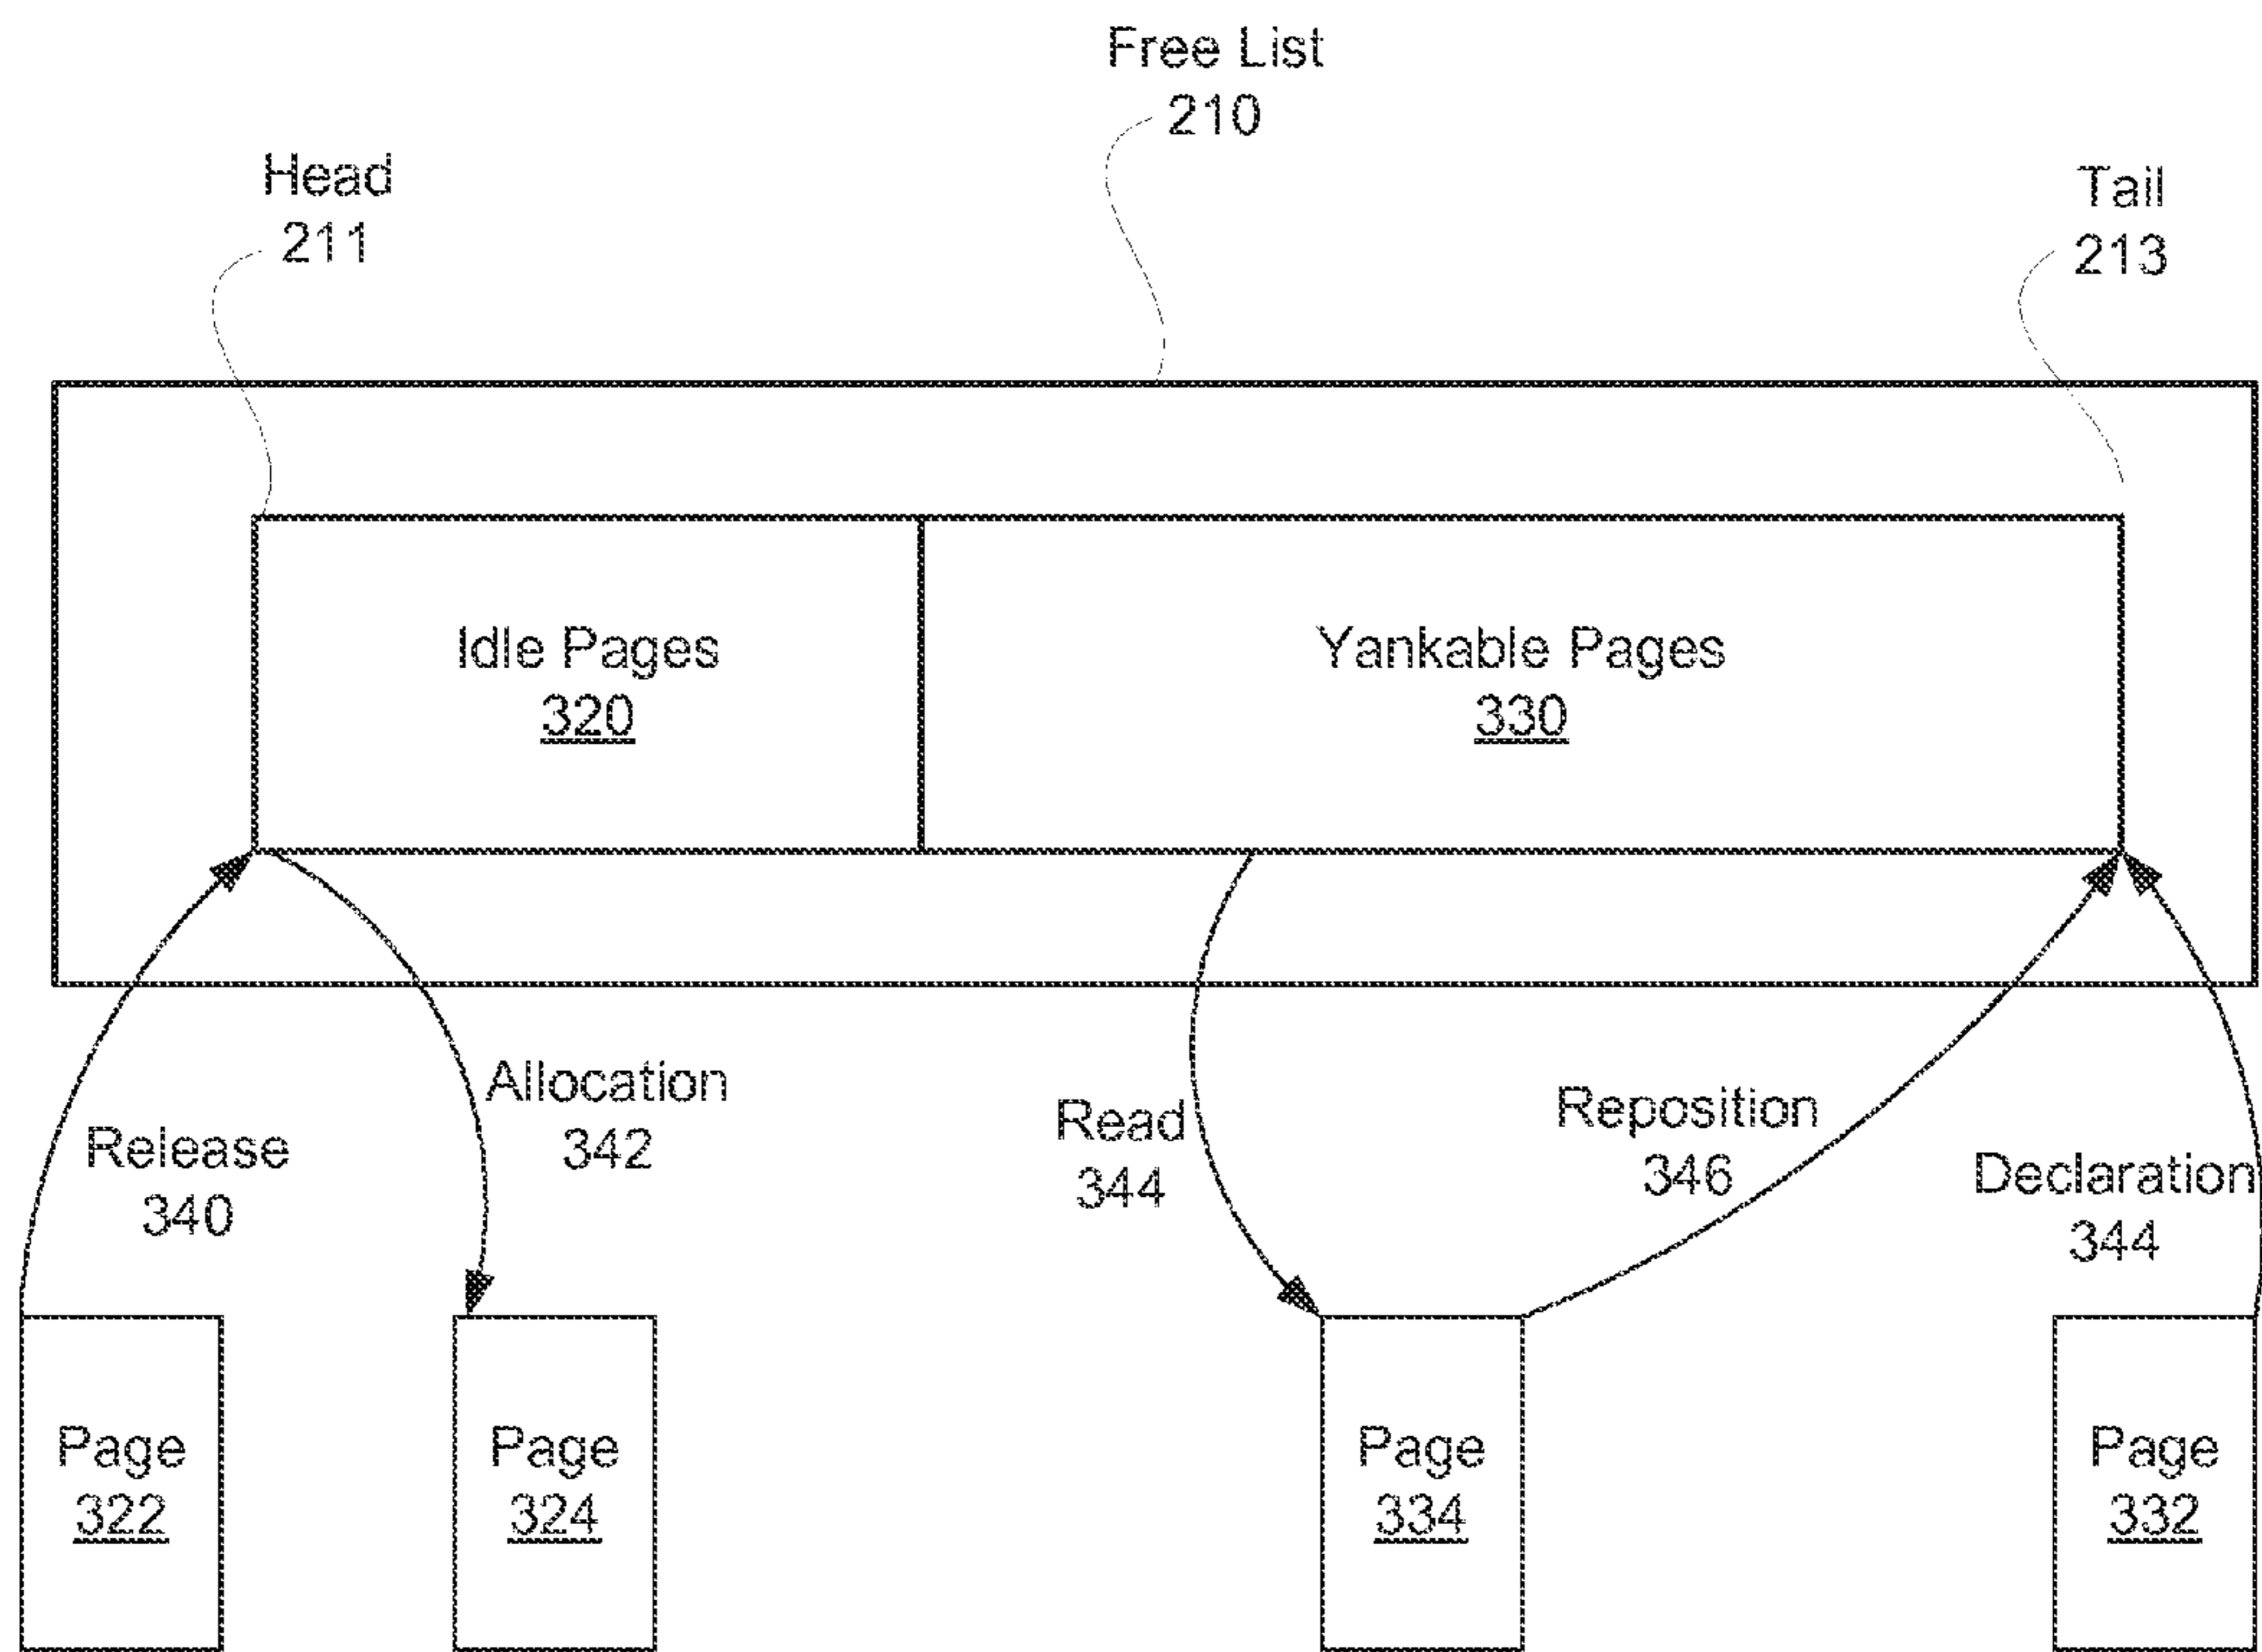 Free List
210
Head
211
Tail
213
Idle Pages
320
Yankable Pages
330
Allocation
342
Release
340
Read
344
Reposition
346
Declaration
344
Page
322
Page
324
Page
334
Page
332